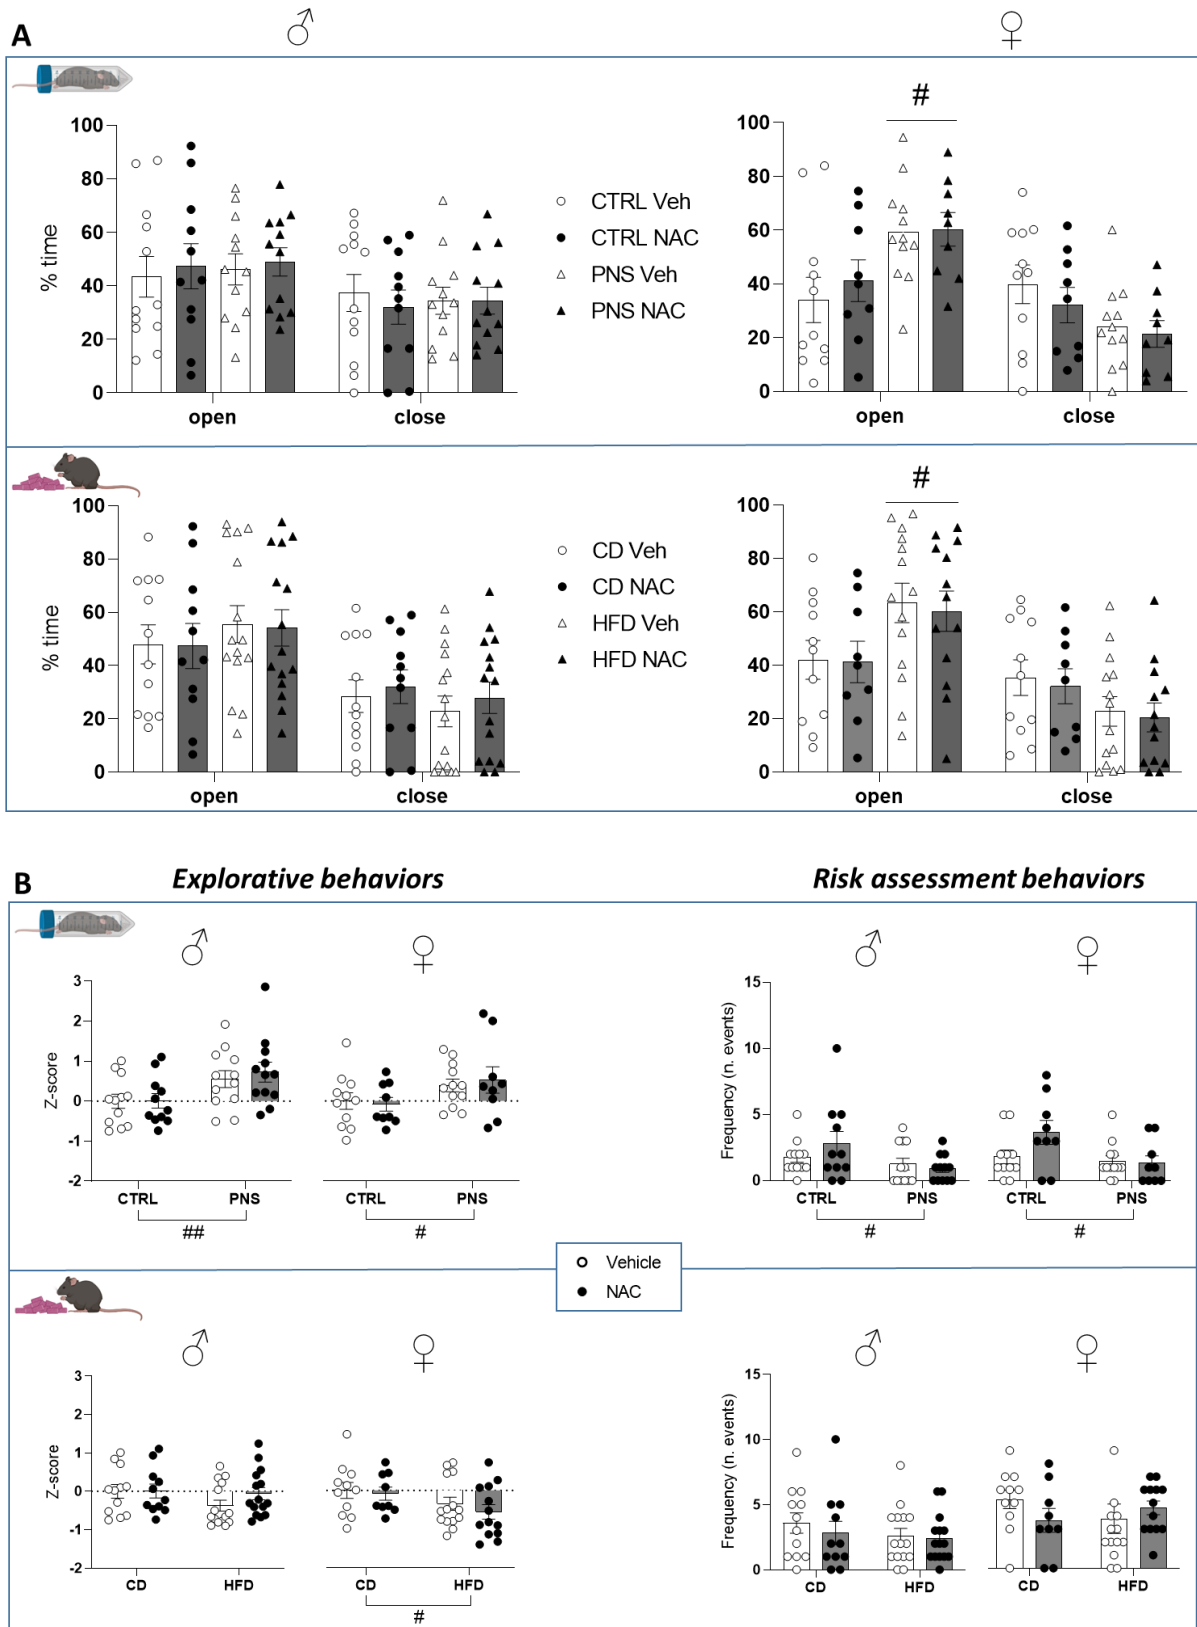 A
♂ ♀
#
100
80
60
40
20
0
% time
open close
CTRL Veh
CTRL NAC
PNS Veh
PNS NAC
100
80
60
40
20
0
open close
#
100
80
60
40
20
0
% time
open close
CD Veh
CD NAC
HFD Veh
HFD NAC
100
80
60
40
20
0
open close
B
Explorative behaviors
Risk assessment behaviors
♂ ♀
3
2
1
0
-1
-2
Z-score
CTRL PNS
##
CTRL PNS
#
♂ ♀
15
10
5
0
Frequency (n. events)
CTRL PNS
#
CTRL PNS
#
Vehicle
NAC
♂ ♀
3
2
1
0
-1
-2
Z-score
CD HFD
CD HFD
#
♂ ♀
15
10
5
0
Frequency (n. events)
CD HFD
CD HFD